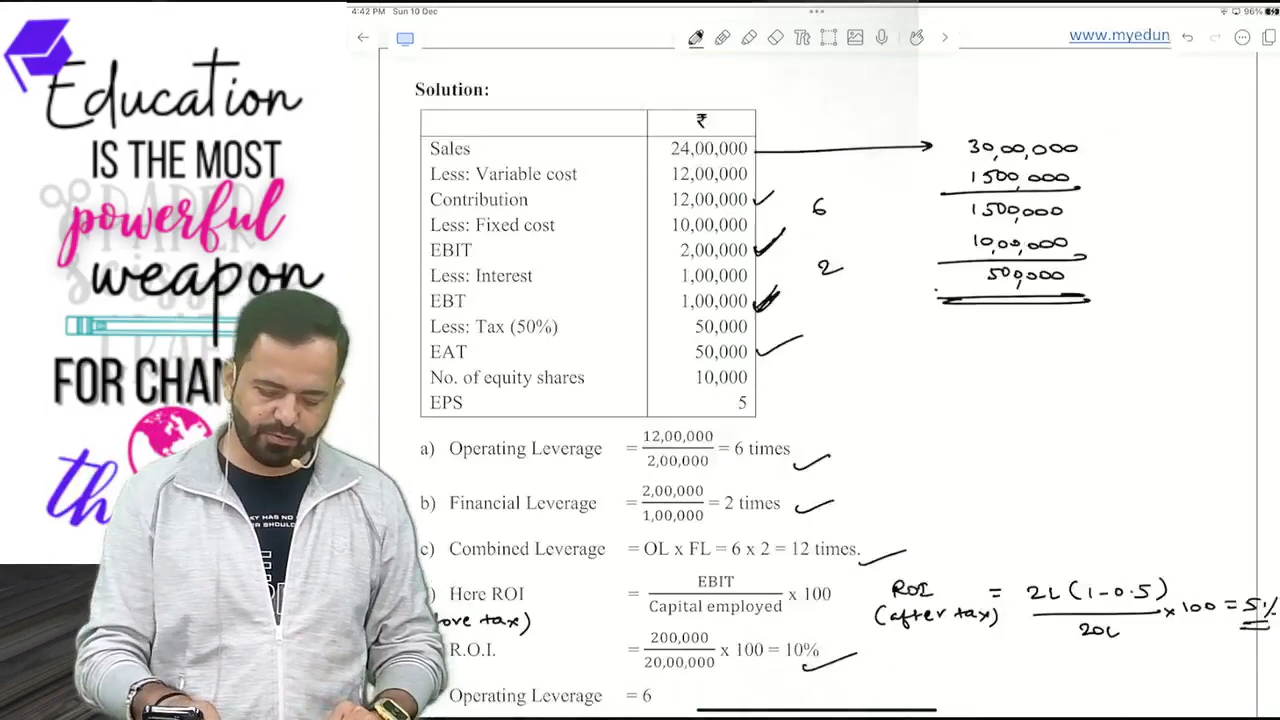 4:42 PM Sun 10 Dec
96%
www.myedun
Education
IS THE MOST
powerful
weapon
FOR CHAN
th
Solution:
₹
Sales 24,00,000
Less: Variable cost 12,00,000
Contribution 12,00,000
Less: Fixed cost 10,00,000
EBIT 2,00,000
Less: Interest 1,00,000
EBT 1,00,000
Less: Tax (50%) 50,000
EAT 50,000
No. of equity shares 10,000
EPS 5
6
2
30,00,000
1500,000
1500,000
10,00,000
500,000
a) Operating Leverage = 12,00,000 / 2,00,000 = 6 times
b) Financial Leverage = 2,00,000 / 1,00,000 = 2 times
c) Combined Leverage = OL x FL = 6 x 2 = 12 times.
) Here ROI = EBIT / Capital employed x 100
ore tax)
R.O.I. = 200,000 / 20,00,000 x 100 = 10%
Operating Leverage = 6
ROI (after tax) = 2L (1-0.5) / 20L x 100 = 5%